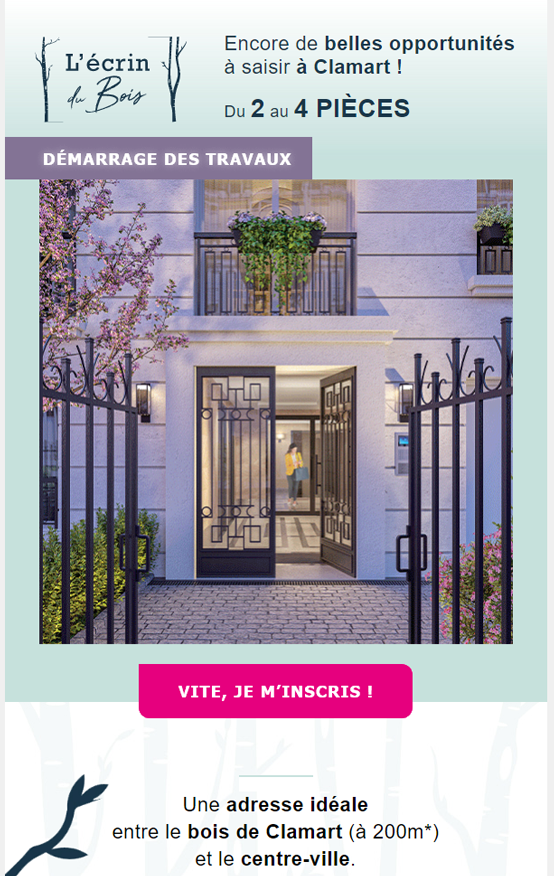 L'écrin
du Bois
Encore de belles opportunités
à saisir à Clamart !
Du 2 au 4 PIÈCES
DÉMARRAGE DES TRAVAUX
VITE, JE M'INSCRIS !
Une adresse idéale
entre le bois de Clamart (à 200m*)
et le centre-ville.